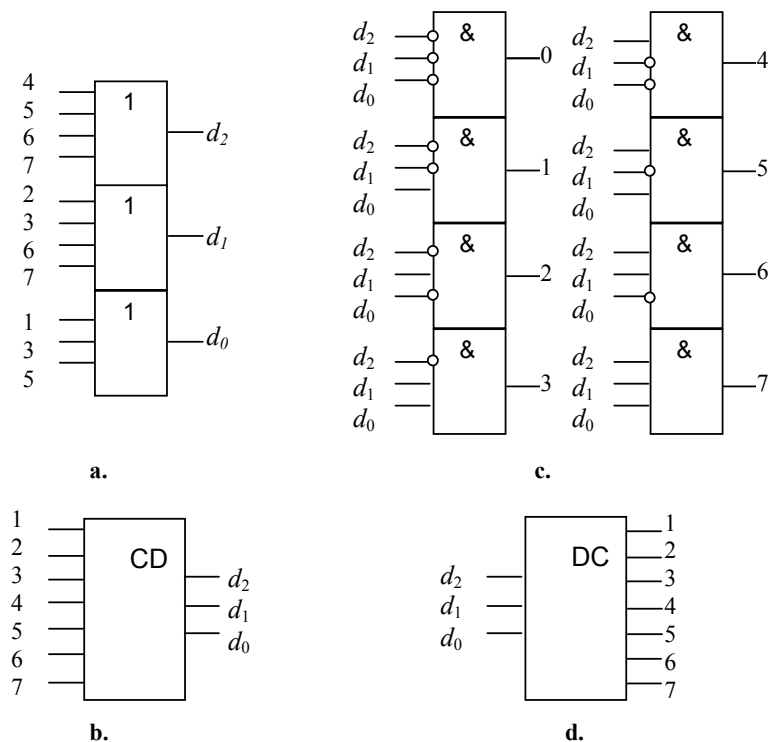 4
5
6
7
1
d₂
2
3
6
7
1
d₁
1
3
5
1
d₀
a.
d₂
d₁
d₀
&
0
d₂
d₁
d₀
&
1
d₂
d₁
d₀
&
2
d₂
d₁
d₀
&
3
d₂
d₁
d₀
&
4
d₂
d₁
d₀
&
5
d₂
d₁
d₀
&
6
d₂
d₁
d₀
&
7
c.
1
2
3
4
5
6
7
CD
d₂
d₁
d₀
b.
d₂
d₁
d₀
DC
1
2
3
4
5
6
7
d.